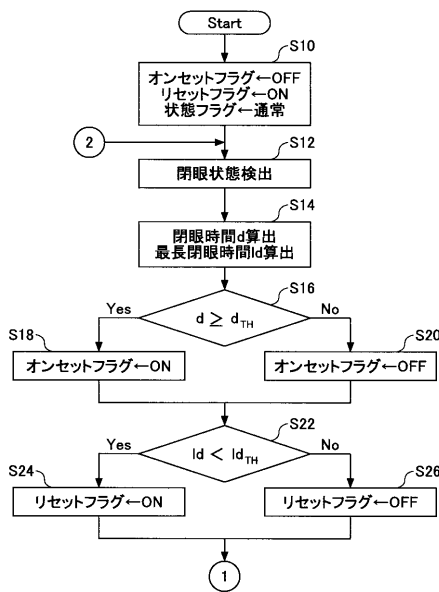 Start
S10
オンセットフラグ←OFF
リセットフラグ←ON
状態フラグ←通常
2
S12
閉眼状態検出
S14
閉眼時間d算出
最長閉眼時間ld算出
S16
Yes
d ≥ dTH
No
S18
オンセットフラグ←ON
S20
オンセットフラグ←OFF
S22
Yes
ld < ldTH
No
S24
リセットフラグ←ON
S26
リセットフラグ←OFF
1